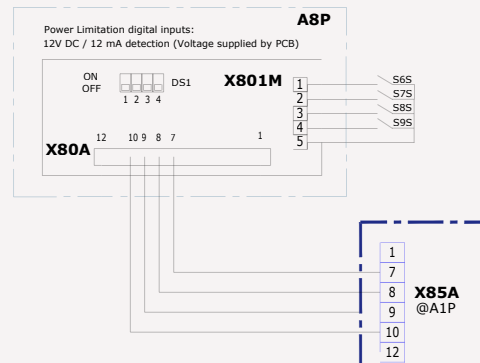 A8P
Power Limitation digital inputs:
12V DC / 12 mA detection (Voltage supplied by PCB)
ON
OFF
DS1
1 2 3 4
X801M
1
2
3
4
5
S6S
S7S
S8S
S9S
12 10 9 8 7 1
X80A
1
7
8
9
10
12
X85A
@A1P